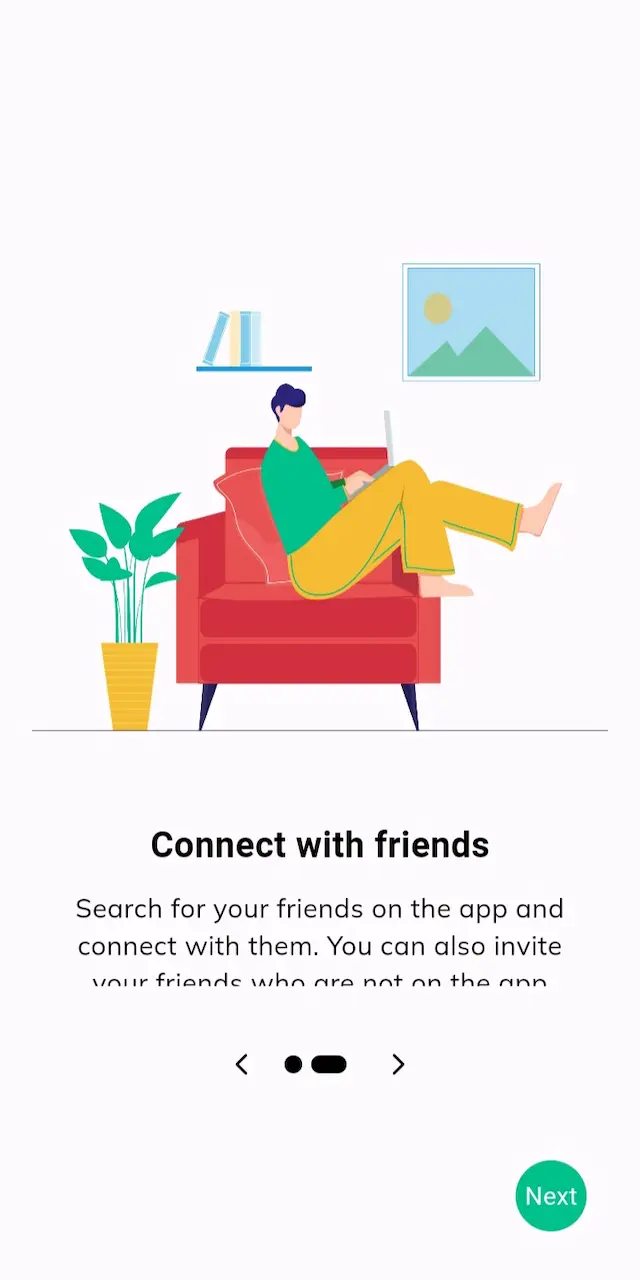 Connect with friends
Search for your friends on the app and
connect with them. You can also invite
your friends who are not on the app
Next